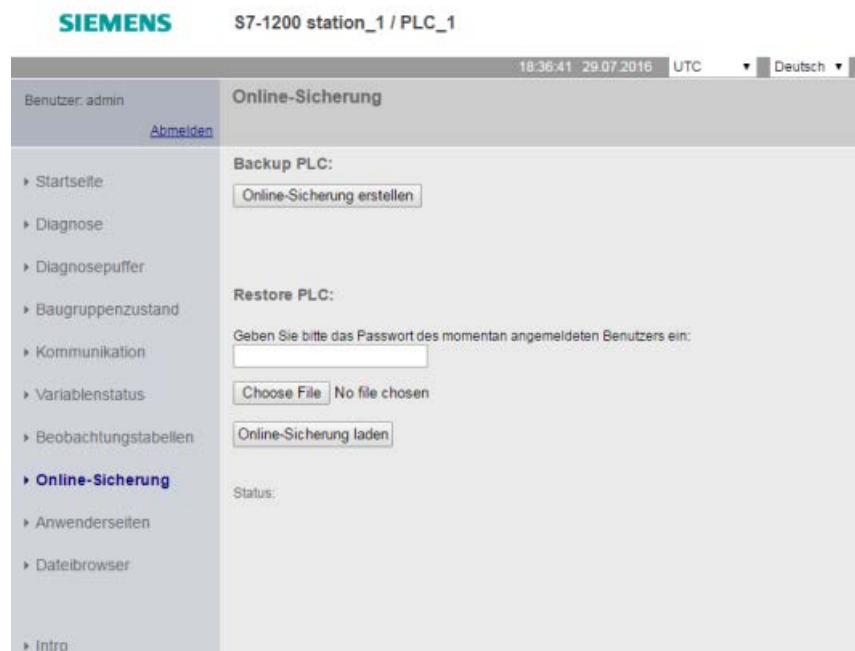 SIEMENS
S7-1200 station_1 / PLC_1
18:36:41 29.07.2016 UTC Deutsch
Benutzer: admin
Abmelden
Online-Sicherung
Startseite
Diagnose
Diagnosepuffer
Baugruppenzustand
Kommunikation
Variablenstatus
Beobachtungstabellen
Online-Sicherung
Anwenderseiten
Dateibrowser
Intro
Backup PLC:
Online-Sicherung erstellen
Restore PLC:
Geben Sie bitte das Passwort des momentan angemeldeten Benutzers ein:
Choose File No file chosen
Online-Sicherung laden
Status: